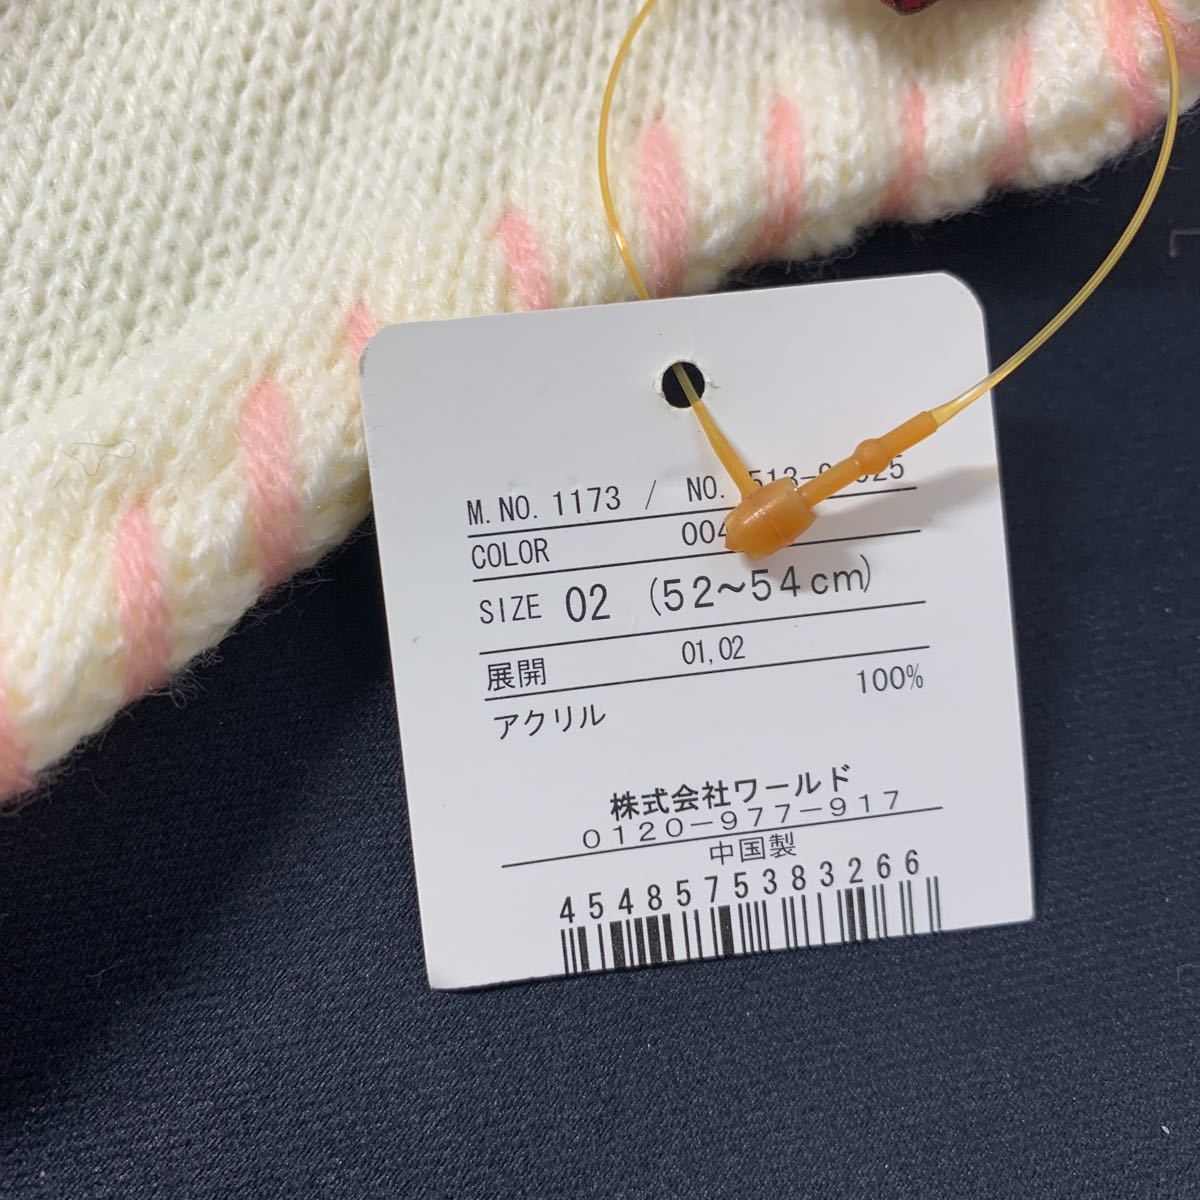 M.NO. 1173 / NO.
COLOR 004
SIZE 02 (52~54cm)
展開 01,02
アクリル 100%
株式会社ワールド
0120-977-917
中国製
4548575383266